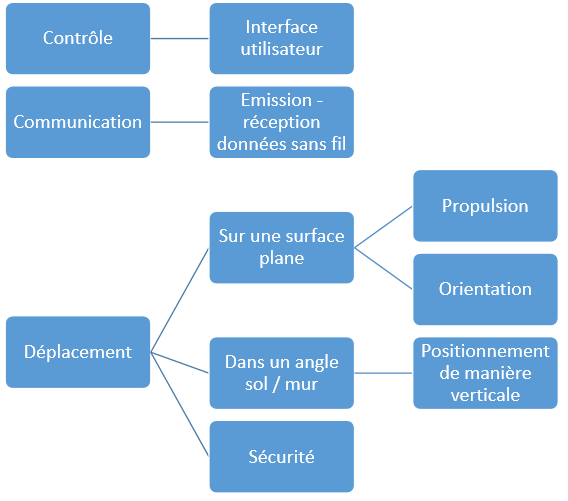 Contrôle
Interface
utilisateur
Communication
Emission -
réception
données sans fil
Déplacement
Sur une surface
plane
Propulsion
Orientation
Dans un angle
sol / mur
Positionnement
de manière
verticale
Sécurité